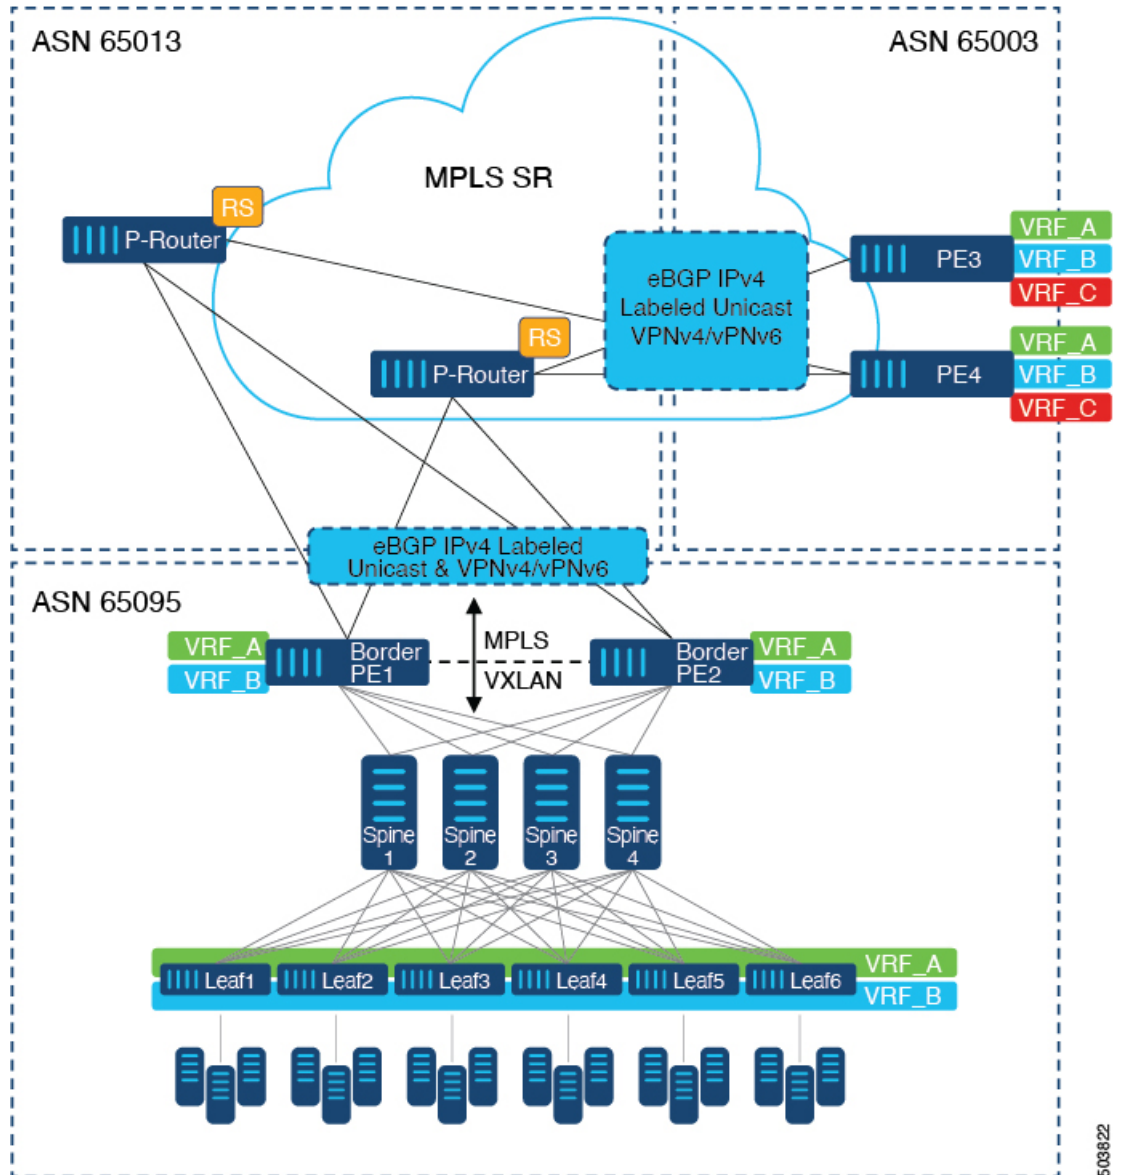 ASN 65013
ASN 65003
MPLS SR
RS
P-Router
RS
P-Router
eBGP IPv4
Labeled Unicast
VPNv4/vPNv6
PE3
VRF_A
VRF_B
VRF_C
PE4
VRF_A
VRF_B
VRF_C
eBGP IPv4 Labeled
Unicast & VPNv4/vPNv6
ASN 65095
VRF_A
VRF_B
Border
PE1
MPLS
VXLAN
Border
PE2
VRF_A
VRF_B
Spine
1
Spine
2
Spine
3
Spine
4
Leaf1
Leaf2
Leaf3
Leaf4
Leaf5
Leaf6
VRF_A
VRF_B
503822